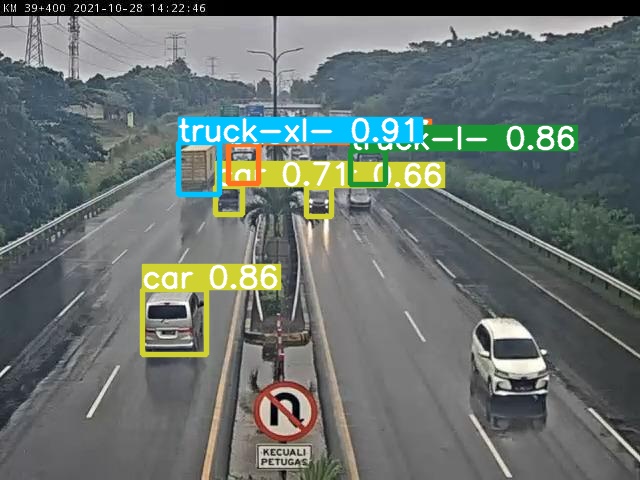 KM 39+400 2021-10-28 14:22:46
truck-xl- 0.91
truck-l- 0.86
car 0.71
0.66
car 0.86
KECUALI
PETUGAS